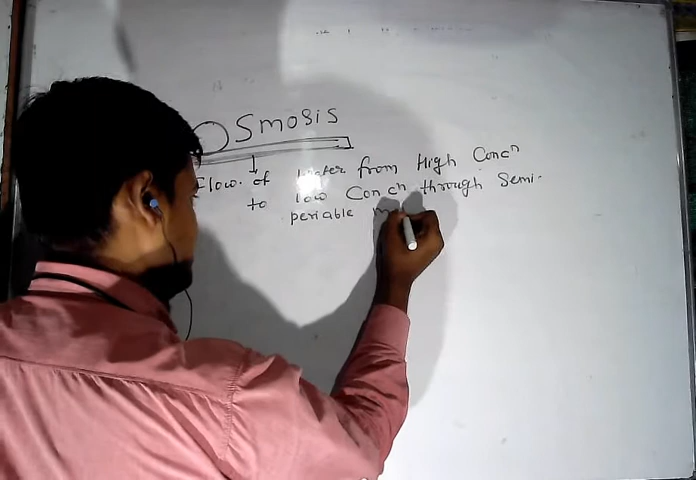 Osmosis
Flow. of Water from High Concn
to low Concn through Semi-
periable